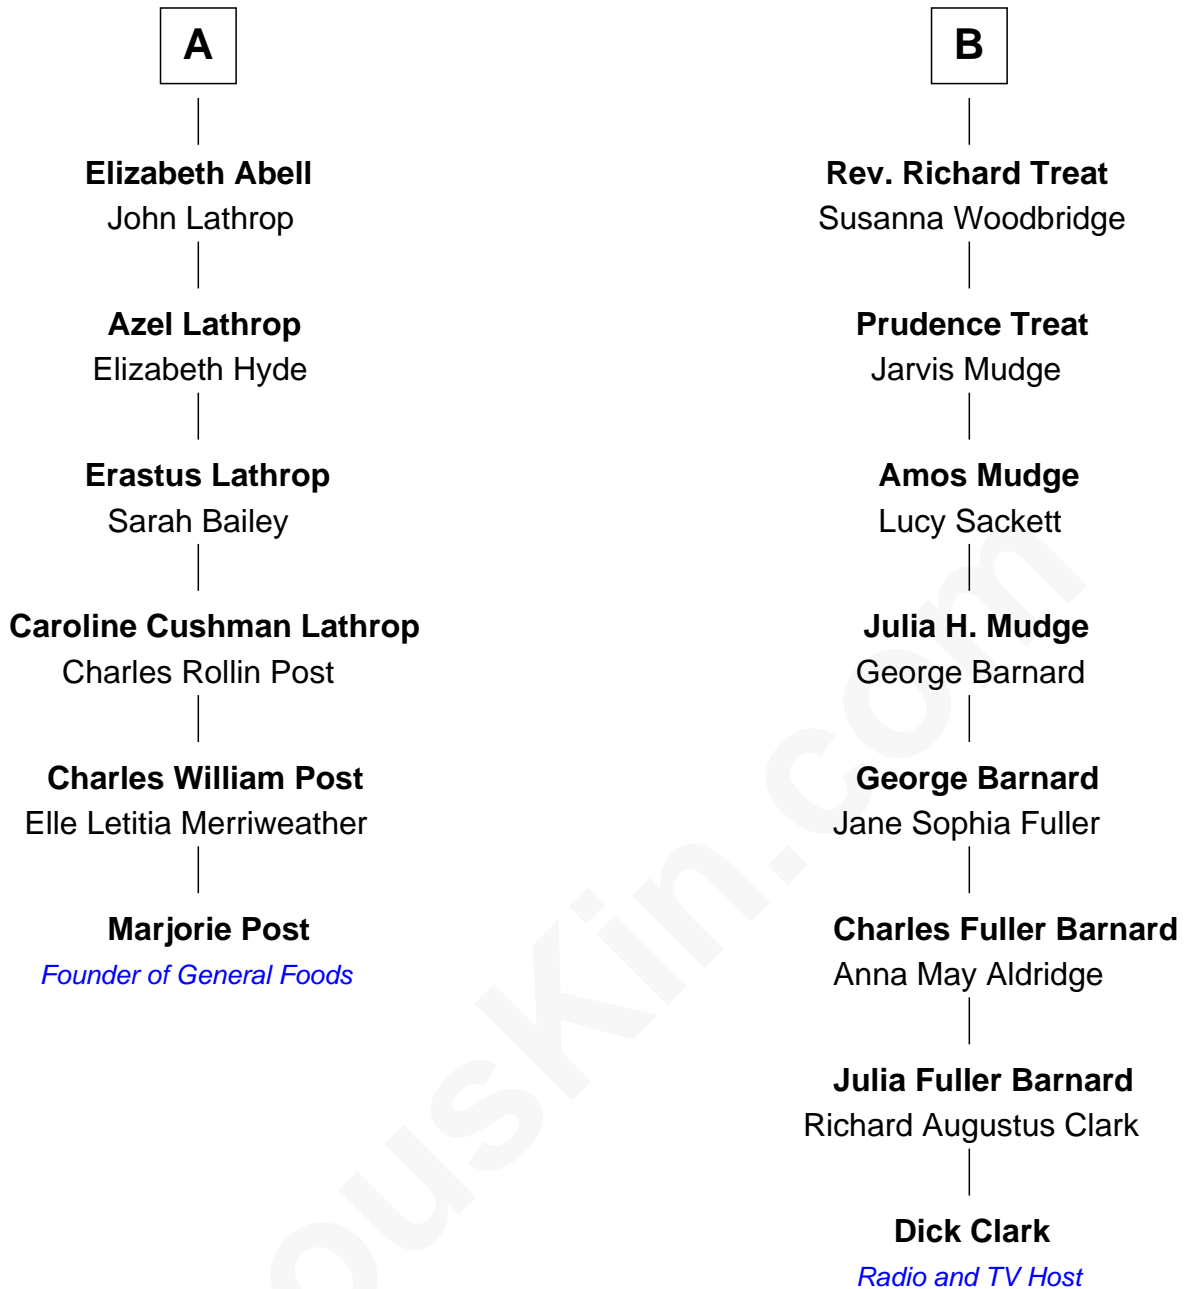 A
Elizabeth Abell
John Lathrop
Azel Lathrop
Elizabeth Hyde
Erastus Lathrop
Sarah Bailey
Caroline Cushman Lathrop
Charles Rollin Post
Charles William Post
Elle Letitia Merriweather
Marjorie Post
Founder of General Foods
B
Rev. Richard Treat
Susanna Woodbridge
Prudence Treat
Jarvis Mudge
Amos Mudge
Lucy Sackett
Julia H. Mudge
George Barnard
George Barnard
Jane Sophia Fuller
Charles Fuller Barnard
Anna May Aldridge
Julia Fuller Barnard
Richard Augustus Clark
Dick Clark
Radio and TV Host
ousKin.com